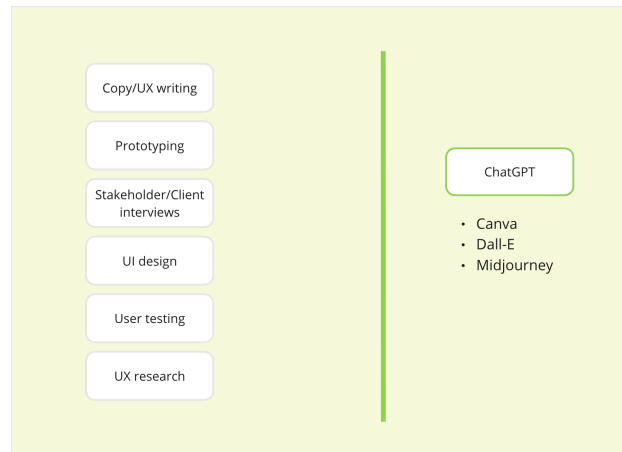 Copy/UX writing
Prototyping
Stakeholder/Client
interviews
UI design
User testing
UX research
ChatGPT
• Canva
• Dall-E
• Midjourney